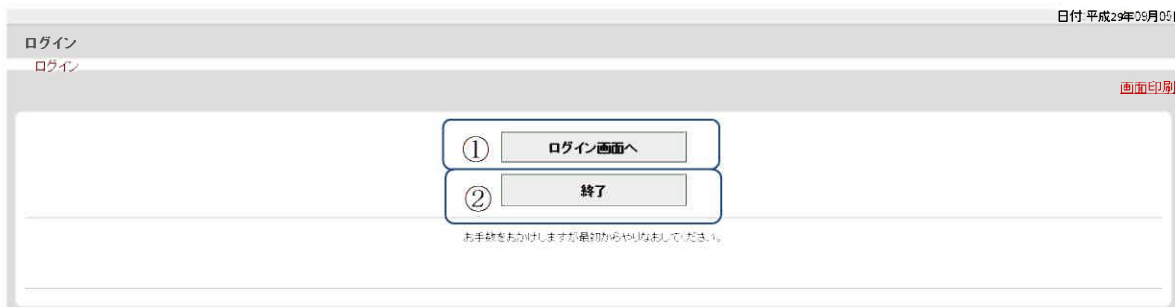 日付:平成29年09月05日
ログイン
ログイン
画面印刷
① ログイン画面へ
② 終了
お手数をおかけしますが最初からやりなおしてください。